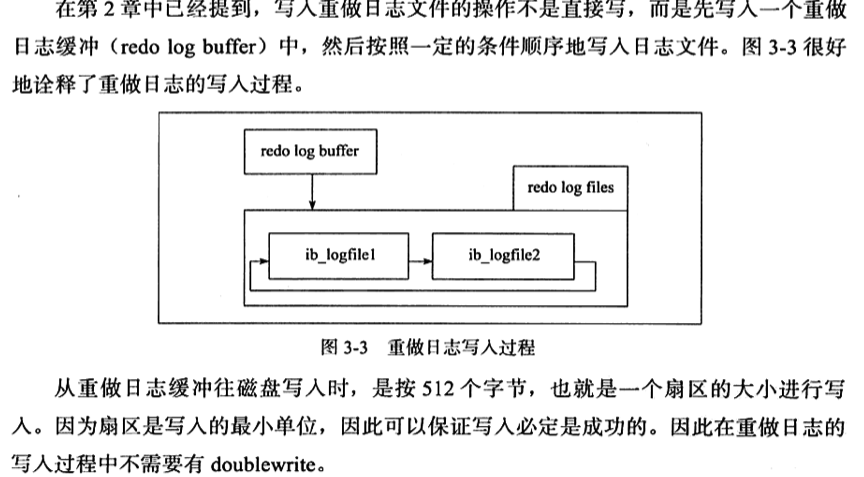 在第 2 章中已经提到，写入重做日志文件的操作不是直接写，而是先写入一个重做
日志缓冲（redo log buffer）中，然后按照一定的条件顺序地写入日志文件。图 3-3 很好
地诠释了重做日志的写入过程。
redo log buffer
redo log files
ib_logfile1
ib_logfile2
图 3-3 重做日志写入过程
从重做日志缓冲往磁盘写入时，是按 512 个字节，也就是一个扇区的大小进行写
入。因为扇区是写入的最小单位，因此可以保证写入必定是成功的。因此在重做日志的
写入过程中不需要有 doublewrite。